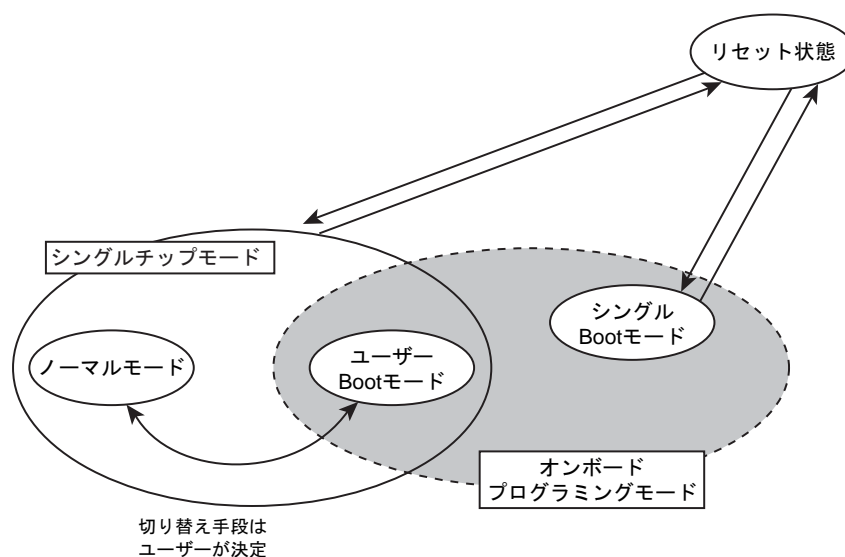 リセット状態
シングルチップモード
シングル
Bootモード
ノーマルモード
ユーザー
Bootモード
オンボード
プログラミングモード
切り替え手段は
ユーザーが決定